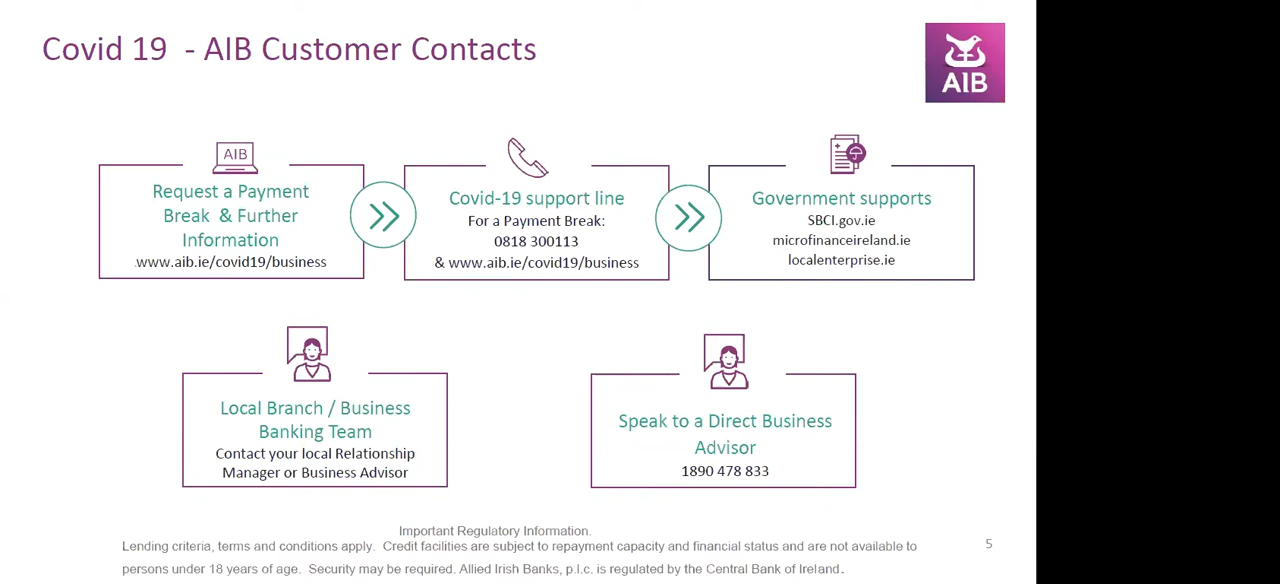 Covid 19 - AIB Customer Contacts
AIB
AIB
Request a Payment
Break & Further
Information
www.aib.ie/covid19/business
Covid-19 support line
For a Payment Break:
0818 300113
& www.aib.ie/covid19/business
Government supports
SBCI.gov.ie
microfinanceireland.ie
localenterprise.ie
Local Branch / Business
Banking Team
Contact your local Relationship
Manager or Business Advisor
Speak to a Direct Business
Advisor
1890 478 833
Important Regulatory Information.
Lending criteria, terms and conditions apply. Credit facilities are subject to repayment capacity and financial status and are not available to
persons under 18 years of age. Security may be required. Allied Irish Banks, p.l.c. is regulated by the Central Bank of Ireland.
5